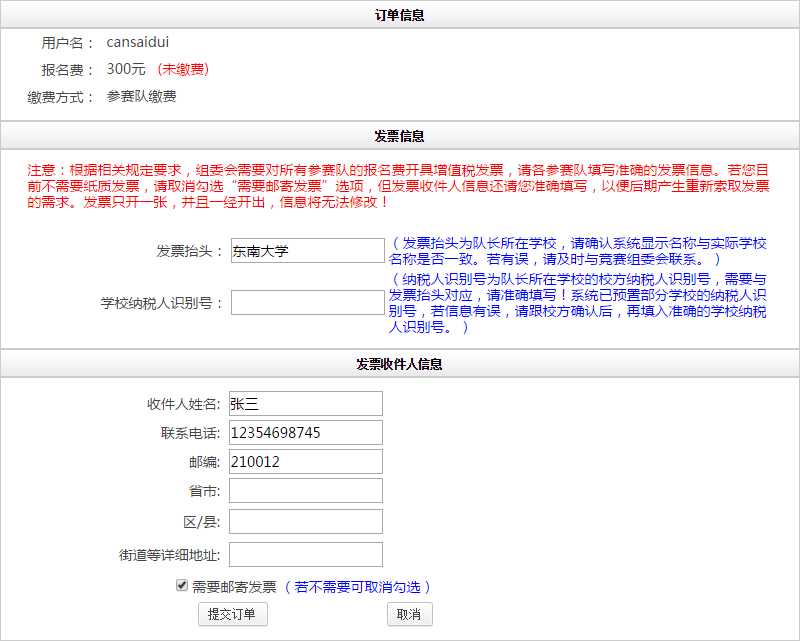 订单信息
用户名： cansaidui
报名费： 300元 （未缴费）
缴费方式： 参赛队缴费
发票信息
注意：根据相关规定要求，组委会需要对所有参赛队的报名费开具增值税发票，请各参赛队填写准确的发票信息。若您目
前不需要纸质发票，请取消勾选“需要邮寄发票”选项，但发票收件人信息还请您准确填写，以便后期产生重新索取发票
的需求。发票只开一张，并且一经开出，信息将无法修改！
发票抬头： 东南大学 （发票抬头为队长所在学校，请确认系统显示名称与实际学校
名称是否一致。若有误，请及时与竞赛组委会联系。）
学校纳税人识别号： （纳税人识别号为队长所在学校的校方纳税人识别号，需要与
发票抬头对应，请准确填写！系统已预置部分学校的纳税人识
别号，若信息有误，请跟校方确认后，再填入准确的学校纳税
人识别号。）
发票收件人信息
收件人姓名: 张三
联系电话: 12354698745
邮编: 210012
省市:
区/县:
街道等详细地址:
需要邮寄发票 （若不需要可取消勾选）
提交订单 取消